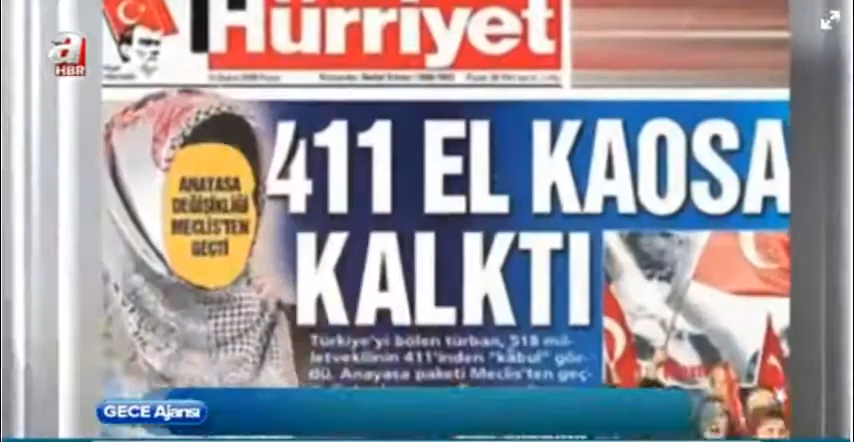 a
HBR
Hürriyet
411 EL KAOSA
KALKTI
ANAYASA
DEĞİŞİKLİĞİ
MECLİS'TEN
GEÇTİ
Türkiye'yi bölen türban, 518 mil-
letvekilinin 411'inden "kabul" gör-
dü. Anayasa paketi Meclis'ten geç-
GECE Ajansı